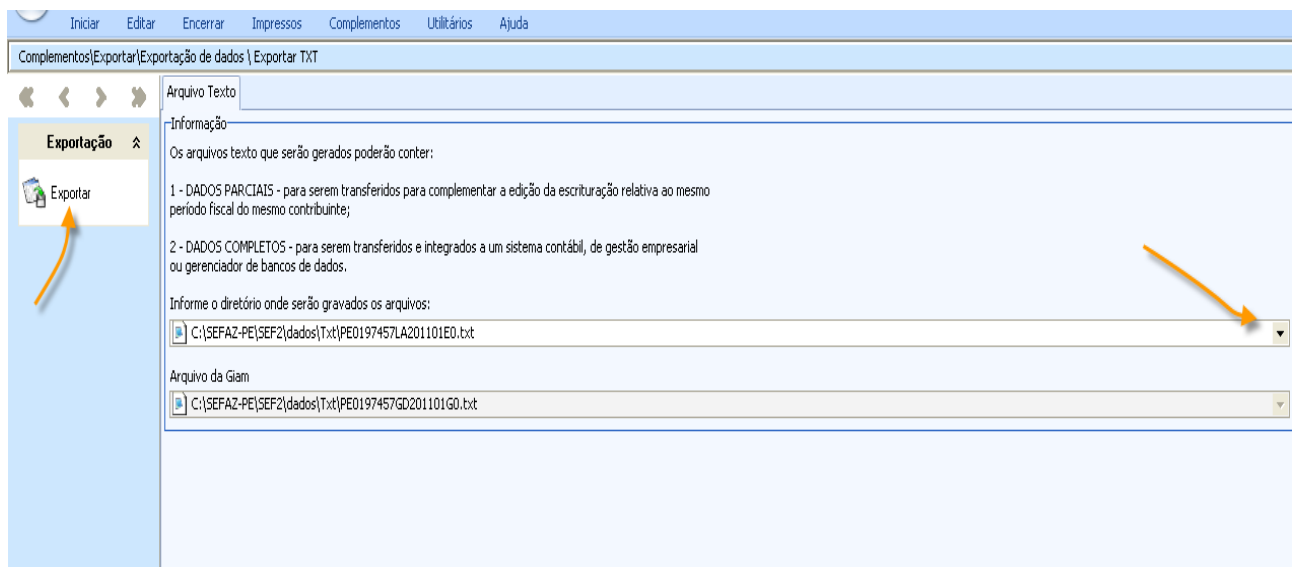 Iniciar Editar Encerrar Impressos Complementos Utilitários Ajuda
Complementos\Exportar\Exportação de dados \ Exportar TXT
Arquivo Texto
Exportação
Exportar
Informação
Os arquivos texto que serão gerados poderão conter:
1 - DADOS PARCIAIS - para serem transferidos para complementar a edição da escrituração relativa ao mesmo
período fiscal do mesmo contribuinte;
2 - DADOS COMPLETOS - para serem transferidos e integrados a um sistema contábil, de gestão empresarial
ou gerenciador de bancos de dados.
Informe o diretório onde serão gravados os arquivos:
C:\SEFAZ-PE\SEF2\dados\Txt\PE0197457LA201101E0.txt
Arquivo da Giam
C:\SEFAZ-PE\SEF2\dados\Txt\PE0197457GD201101G0.txt